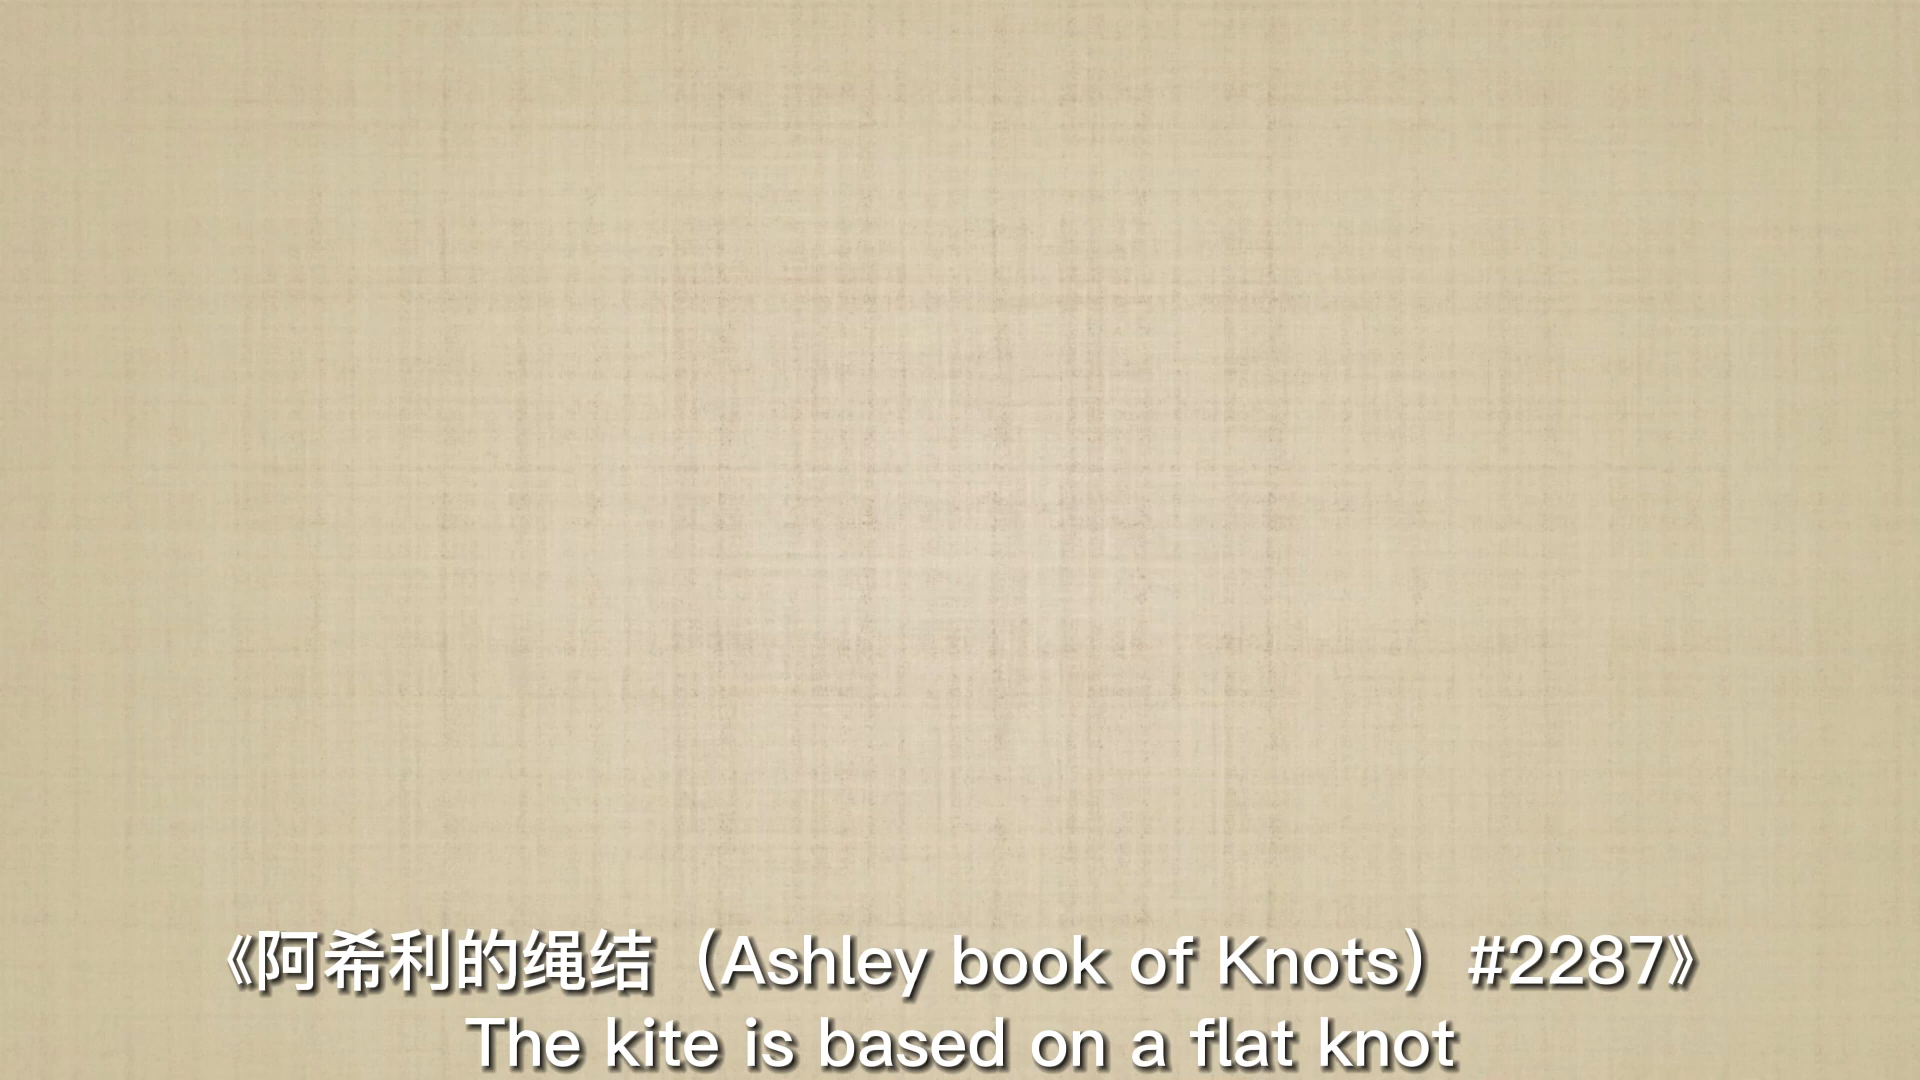 《阿希利的绳结（Ashley book of Knots）#2287》
The kite is based on a flat knot